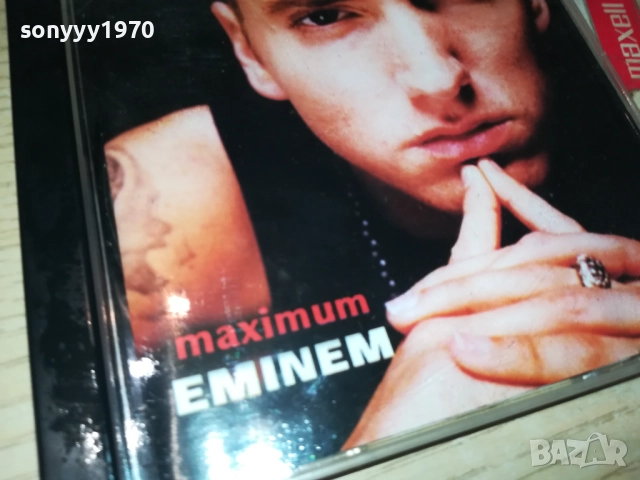 sonyyy1970
maxell
maximum
EMINEM
BAZAR